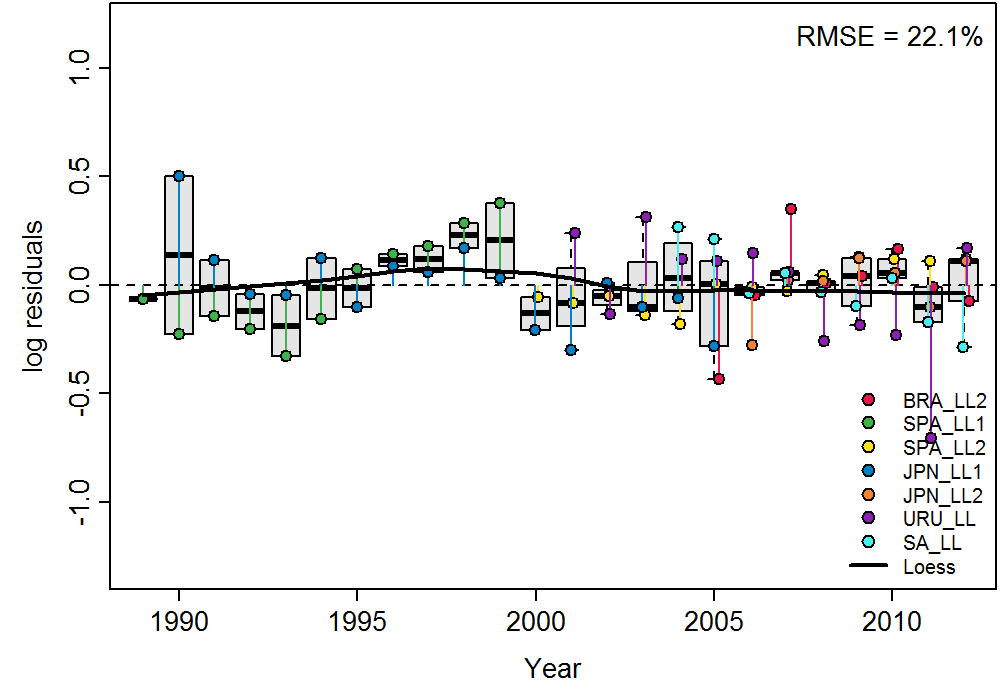 RMSE = 22.1%
1.0
0.5
0.0
-0.5
-1.0
log residuals
BRA_LL2
SPA_LL1
SPA_LL2
JPN_LL1
JPN_LL2
URU_LL
SA_LL
Loess
1990 1995 2000 2005 2010
Year